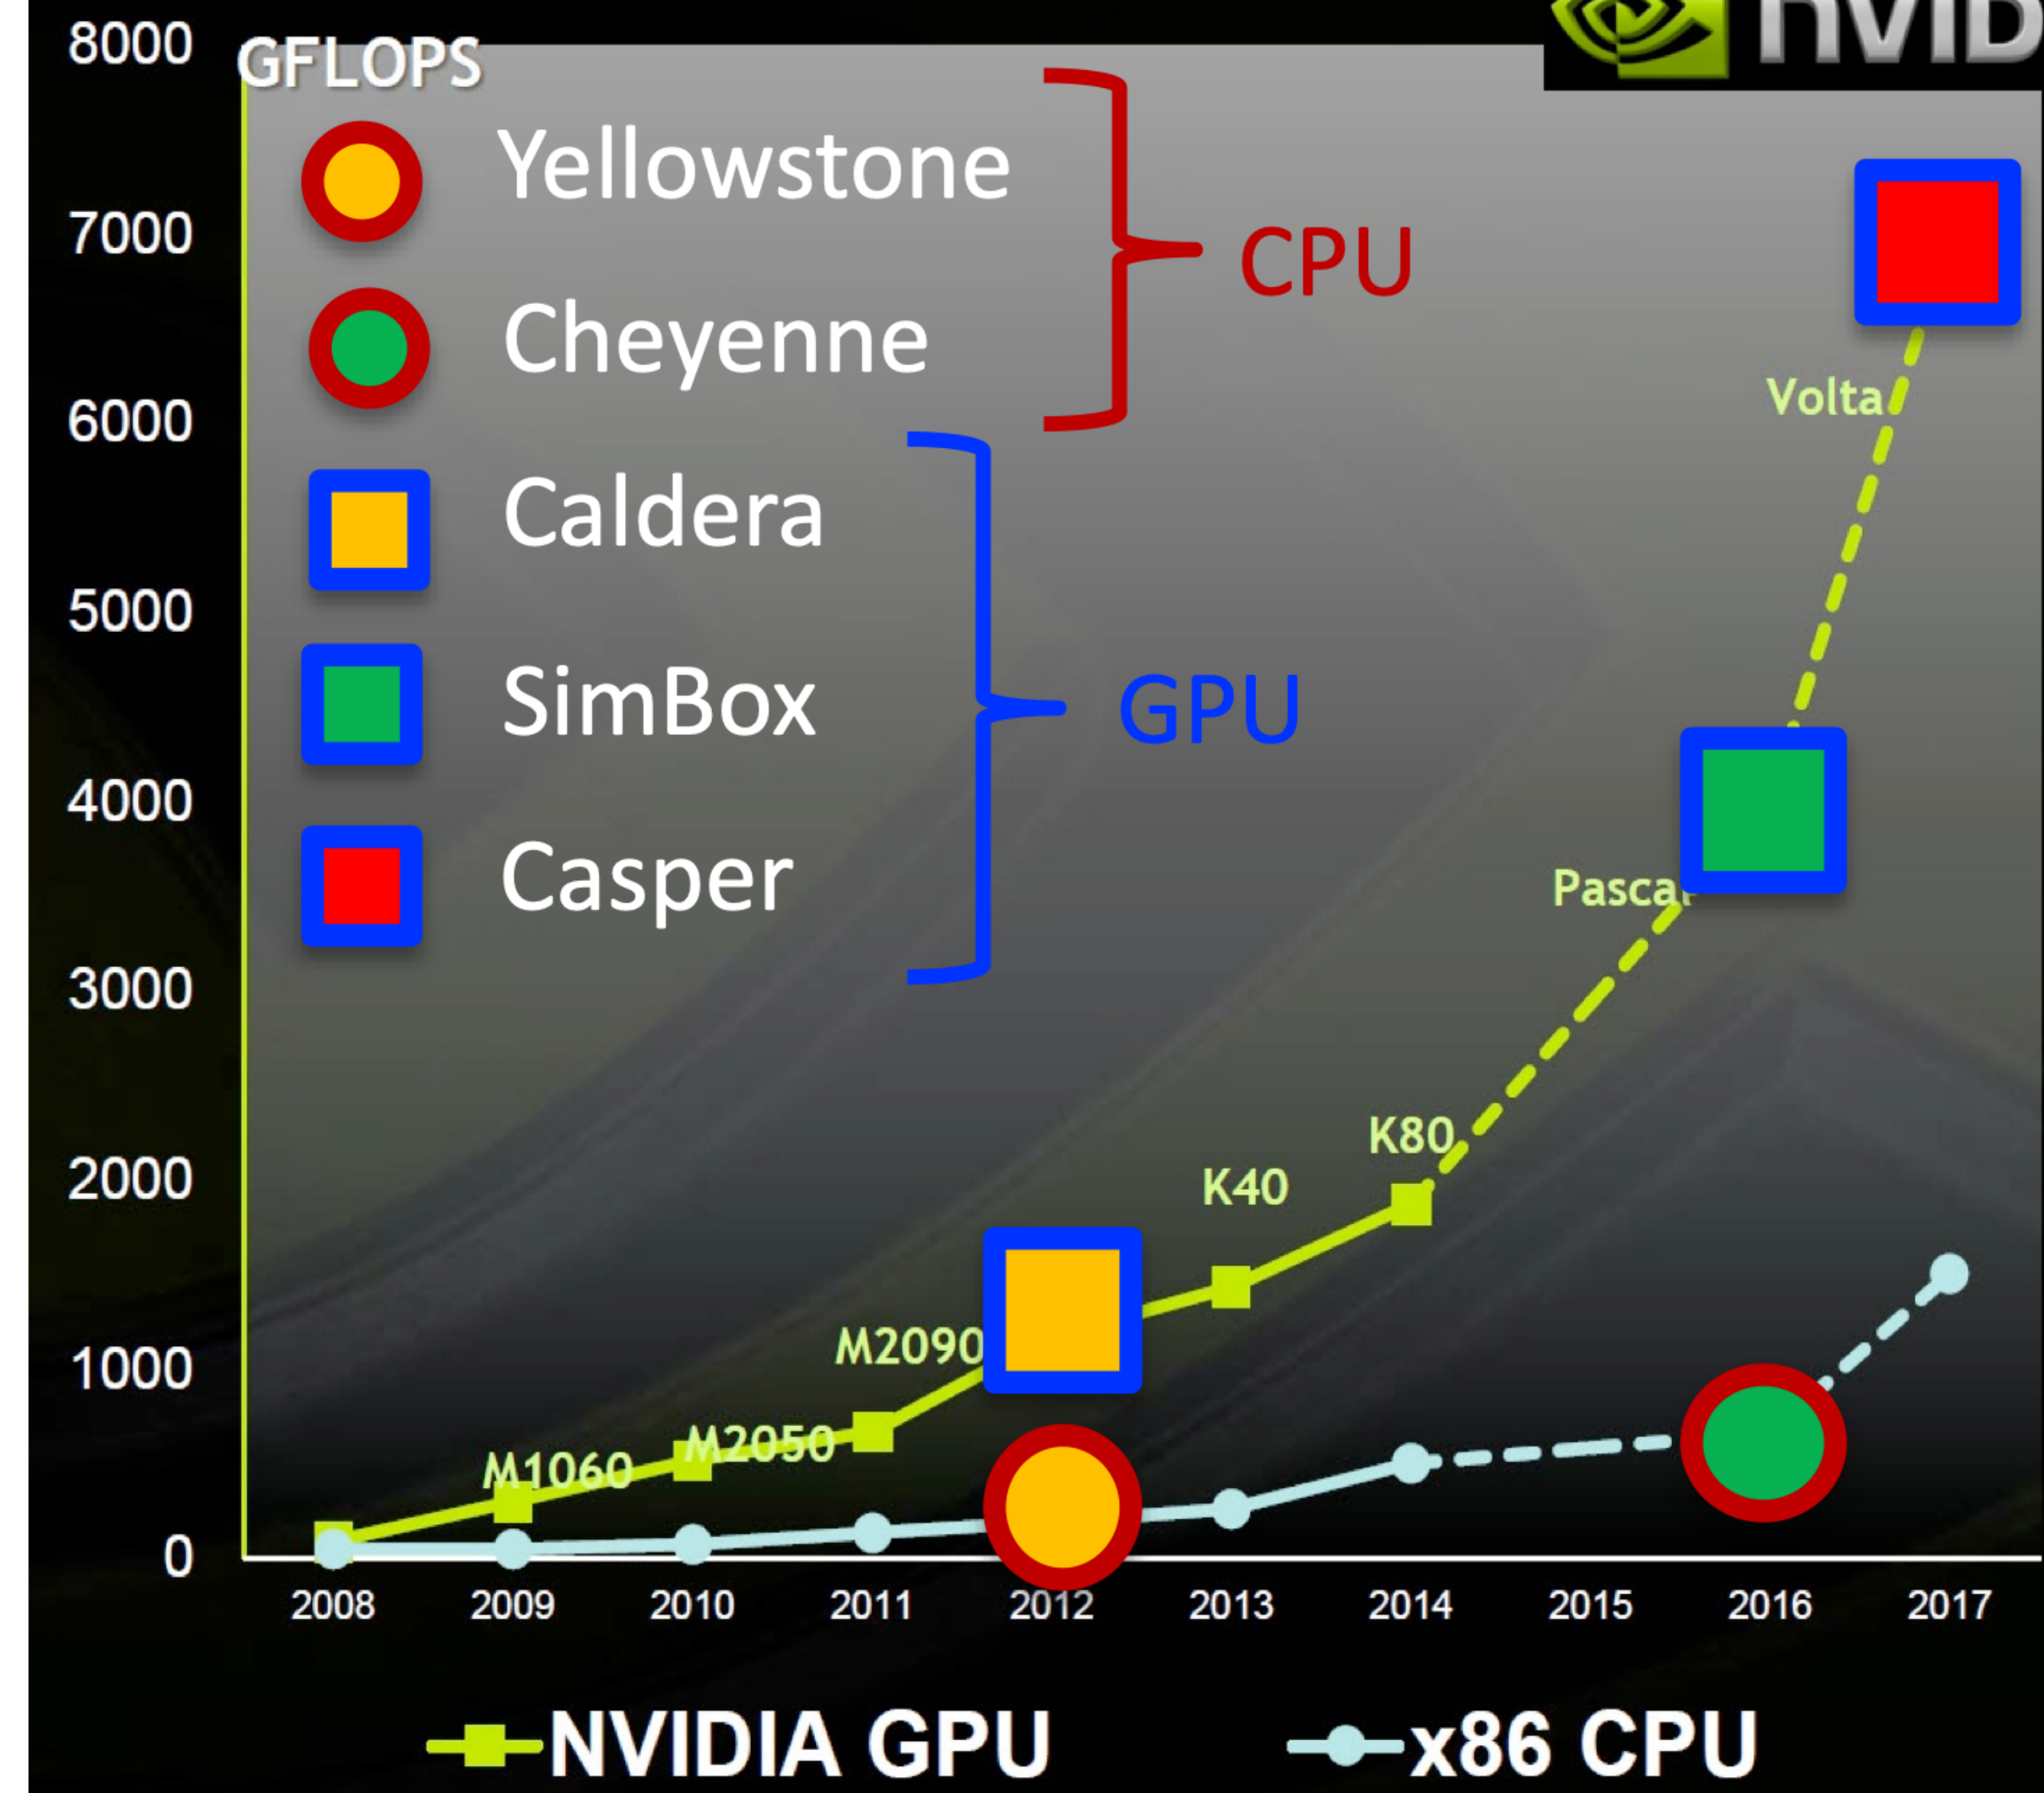 nVID
8000
GFLOPS
Yellowstone
7000
CPU
Cheyenne
6000
Volta
Caldera
5000
SimBox
GPU
4000
Casper
Pascal
3000
K80
2000
K40
M2090
1000
M2050
M1060
0
2008 2009 2010 2011 2012 2013 2014 2015 2016 2017
NVIDIA GPU x86 CPU